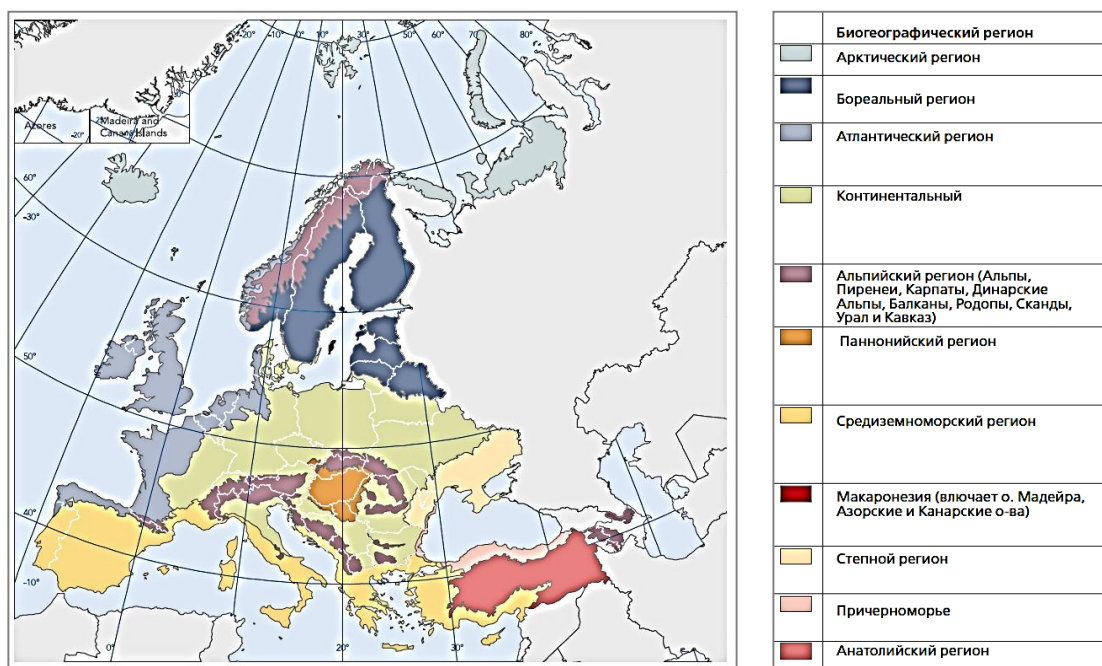 -20°
-10°
0°
10°
20°
30°
40°
50°
60°
70°
80°
30°
Azores
-20°
25°
Madeira and
Canary Islands
60°
-30°
50°
40°
-10°
0°
20°
30°
Биогеографический регион
Арктический регион
Бореальный регион
Атлантический регион
Континентальный
Альпийский регион (Альпы,
Пиренеи, Карпаты, Динарские
Альпы, Балканы, Родопы, Сканды,
Урал и Кавказ)
Паннонийский регион
Средиземноморский регион
Макаронезия (влючает о. Мадейра,
Азорские и Канарские о-ва)
Степной регион
Причерноморье
Анатолийский регион